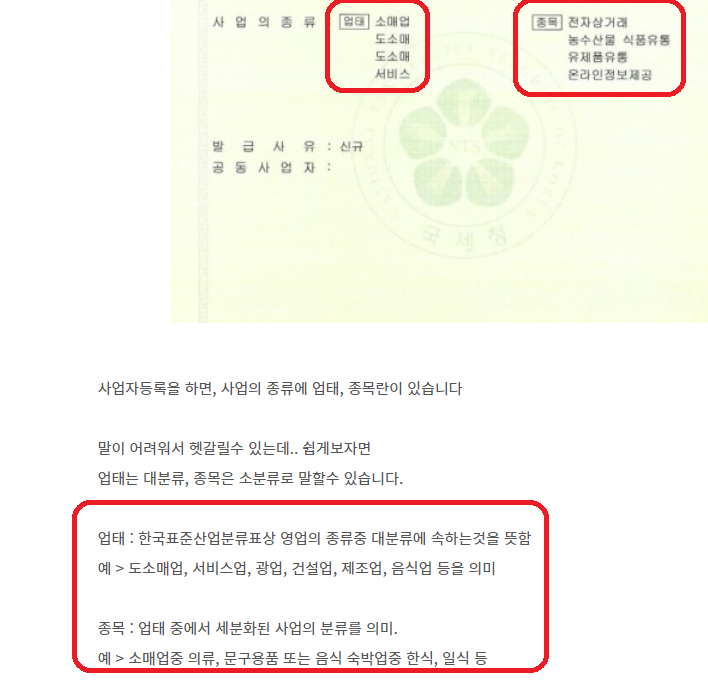 사 업 의 종 류 업태 소매업 종목 전자상거래
도소매 농수산물 식품유통
도소매 유제품유통
서비스 온라인정보제공
발 급 사 유 : 신규
공 동 사 업 자 :
NTS
국세청
사업자등록을 하면, 사업의 종류에 업태, 종목란이 있습니다
말이 어려워서 헷갈릴수 있는데.. 쉽게보자면
업태는 대분류, 종목은 소분류로 말할수 있습니다.
업태 : 한국표준산업분류표상 영업의 종류중 대분류에 속하는것을 뜻함
예 > 도소매업, 서비스업, 광업, 건설업, 제조업, 음식업 등을 의미
종목 : 업태 중에서 세분화된 사업의 분류를 의미.
예 > 소매업중 의류, 문구용품 또는 음식 숙박업중 한식, 일식 등